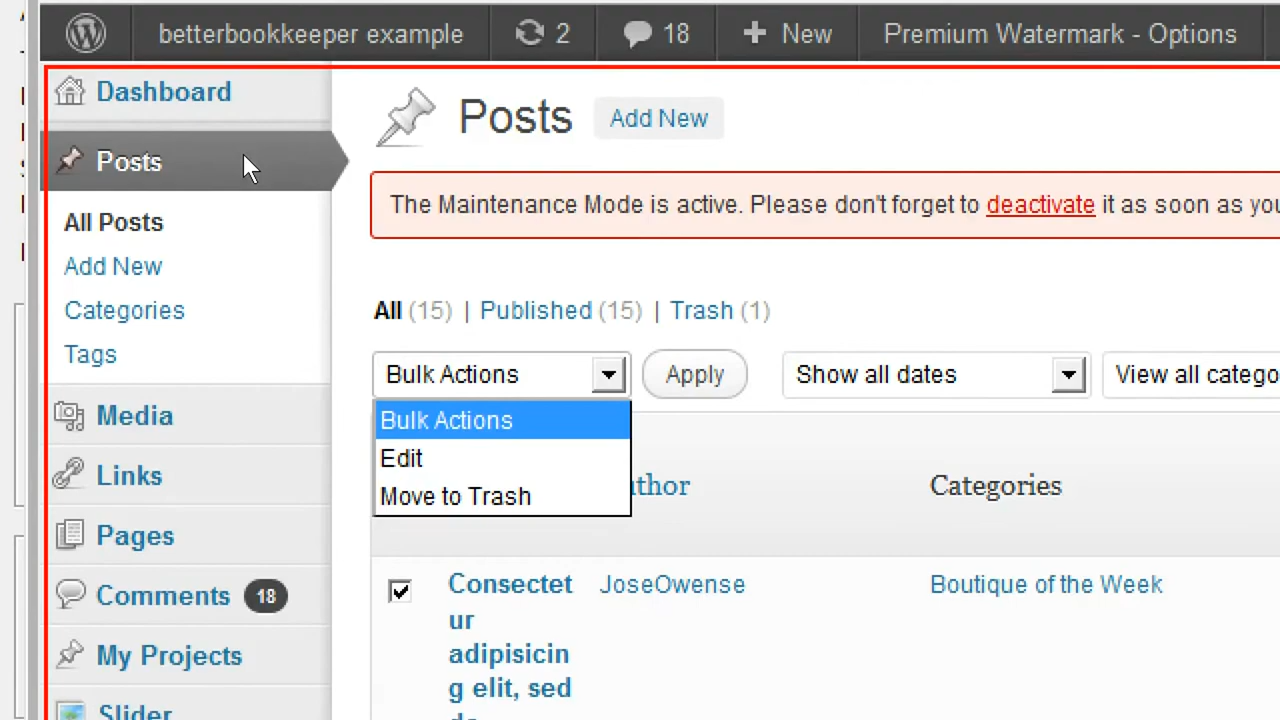 betterbookkeeper example 2 18 + New Premium Watermark - Options
Dashboard
Posts
All Posts
Add New
Categories
Tags
Media
Links
Pages
Comments 18
My Projects
Slider
Posts Add New
The Maintenance Mode is active. Please don't forget to deactivate it as soon as you
All (15) | Published (15) | Trash (1)
Bulk Actions Apply Show all dates View all catego
Bulk Actions
Edit
Move to Trash
thor Categories
Consectet JoseOwense Boutique of the Week
ur
adipisicin
g elit, sed